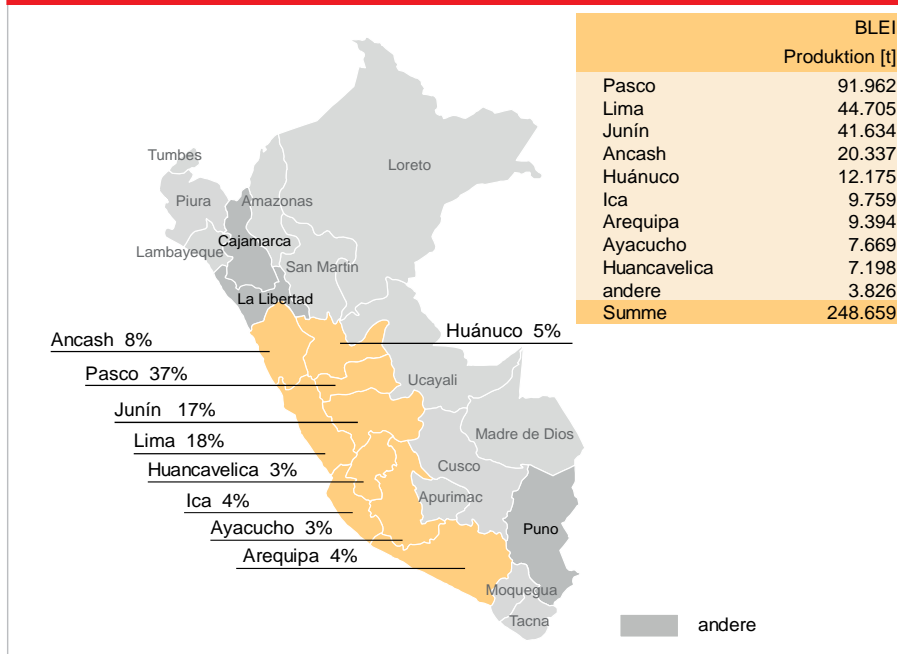 BLEI
Produktion [t]
Pasco 91.962
Lima 44.705
Junín 41.634
Ancash 20.337
Huánuco 12.175
Ica 9.759
Arequipa 9.394
Ayacucho 7.669
Huancavelica 7.198
andere 3.826
Summe 248.659
Tumbes
Loreto
Piura
Amazonas
Cajamarca
Lambayeque
San Martin
La Libertad
Huánuco 5%
Ancash 8%
Pasco 37%
Ucayali
Junín 17%
Madre de Dios
Lima 18%
Cusco
Huancavelica 3%
Apurimac
Ica 4%
Ayacucho 3%
Puno
Arequipa 4%
Moquegua
Tacna
andere